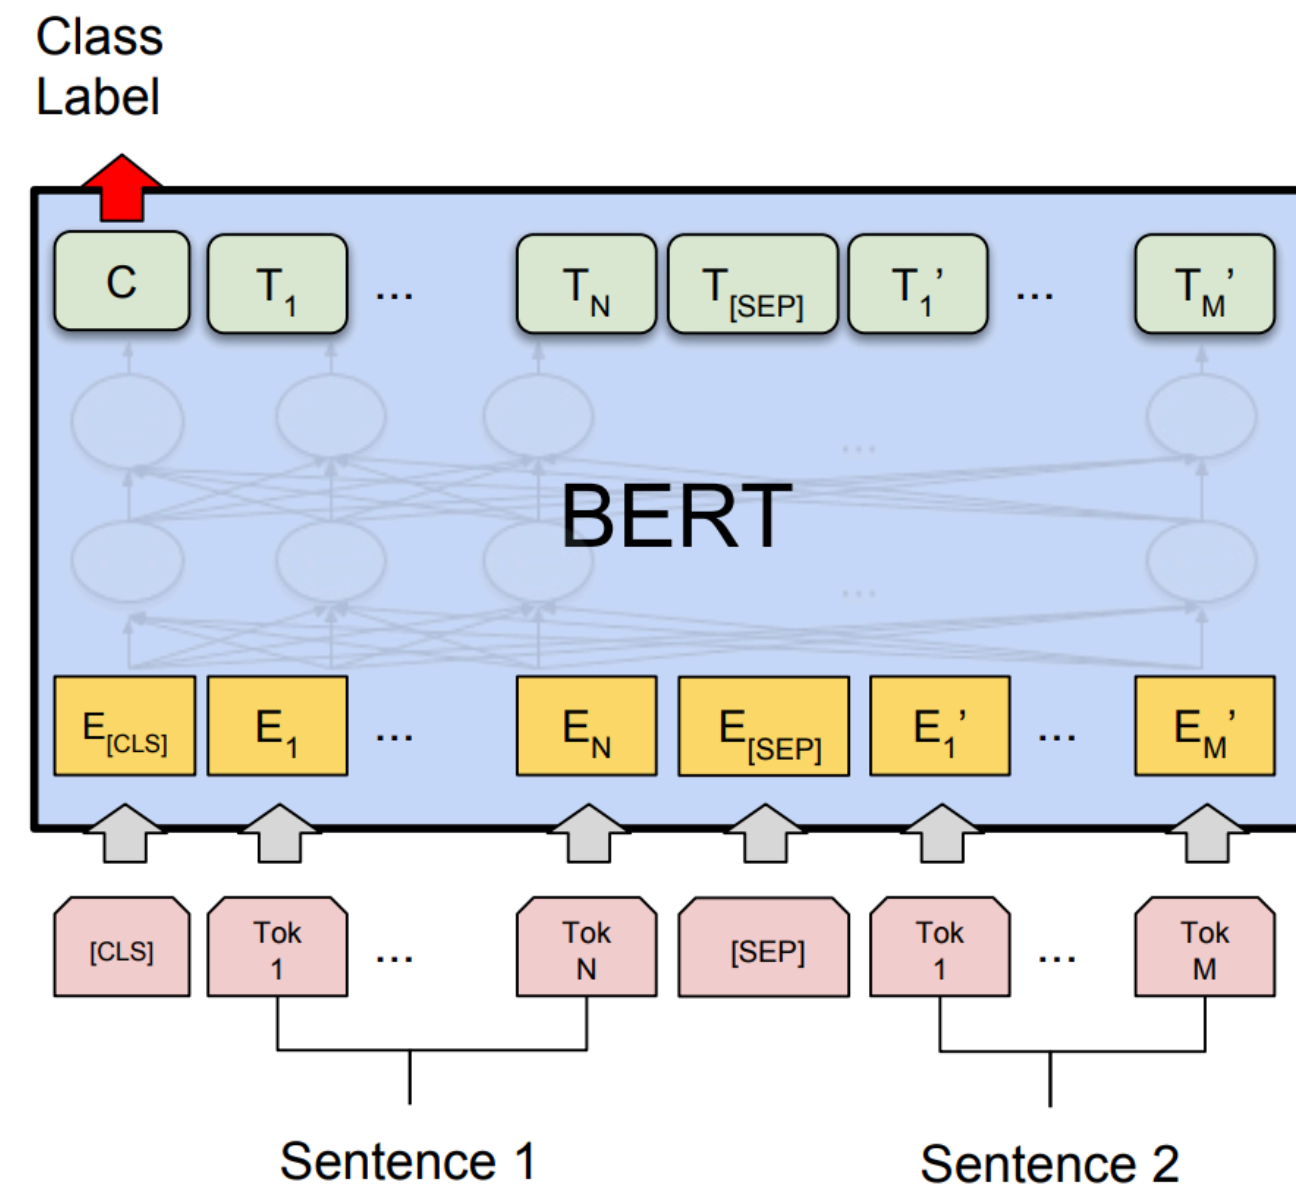 Class
Label
C T1 ... TN T[SEP] T1’ ... TM’
...
BERT
...
E[CLS] E1 ... EN E[SEP] E1’ ... EM’
[CLS] Tok 1 ... Tok N [SEP] Tok 1 ... Tok M
Sentence 1 Sentence 2